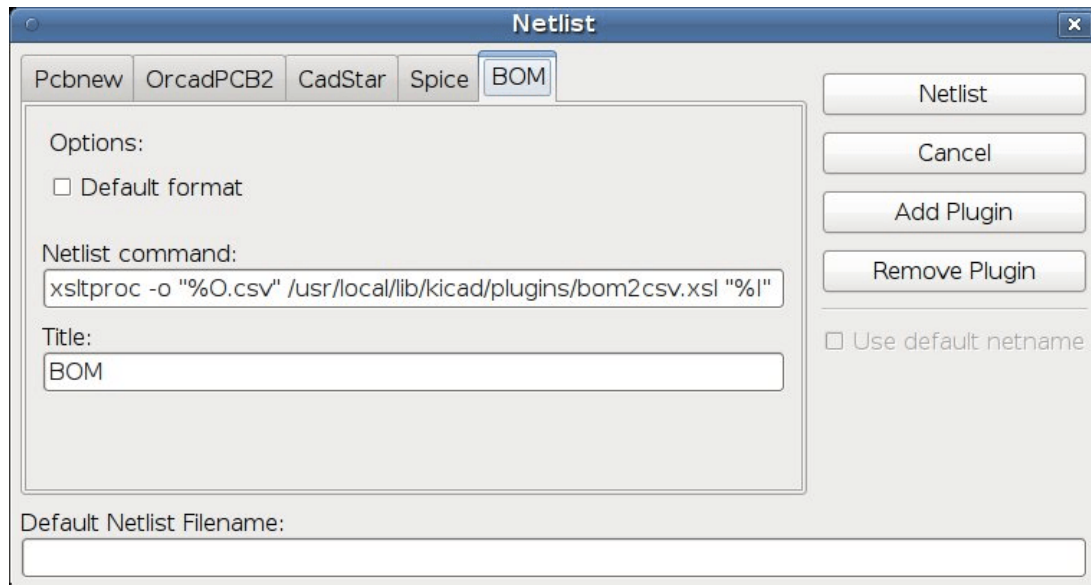 Netlist
Pcbnew OrcadPCB2 CadStar Spice BOM
Netlist
Options:
Cancel
Default format
Add Plugin
Netlist command:
Remove Plugin
xsltproc -o "%O.csv" /usr/local/lib/kicad/plugins/bom2csv.xsl "%I"
Title:
Use default netname
BOM
Default Netlist Filename: